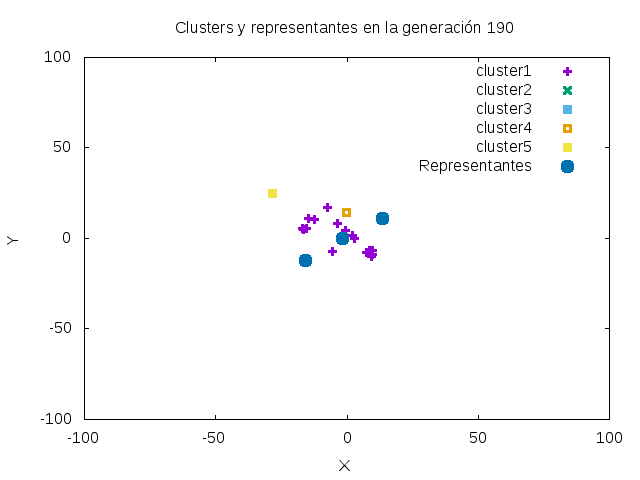 Clusters y representantes en la generación 190
100
cluster1
cluster2
cluster3
cluster4
50
cluster5
Representantes
Y
0
-50
-100
-100 -50 0 50 100
X